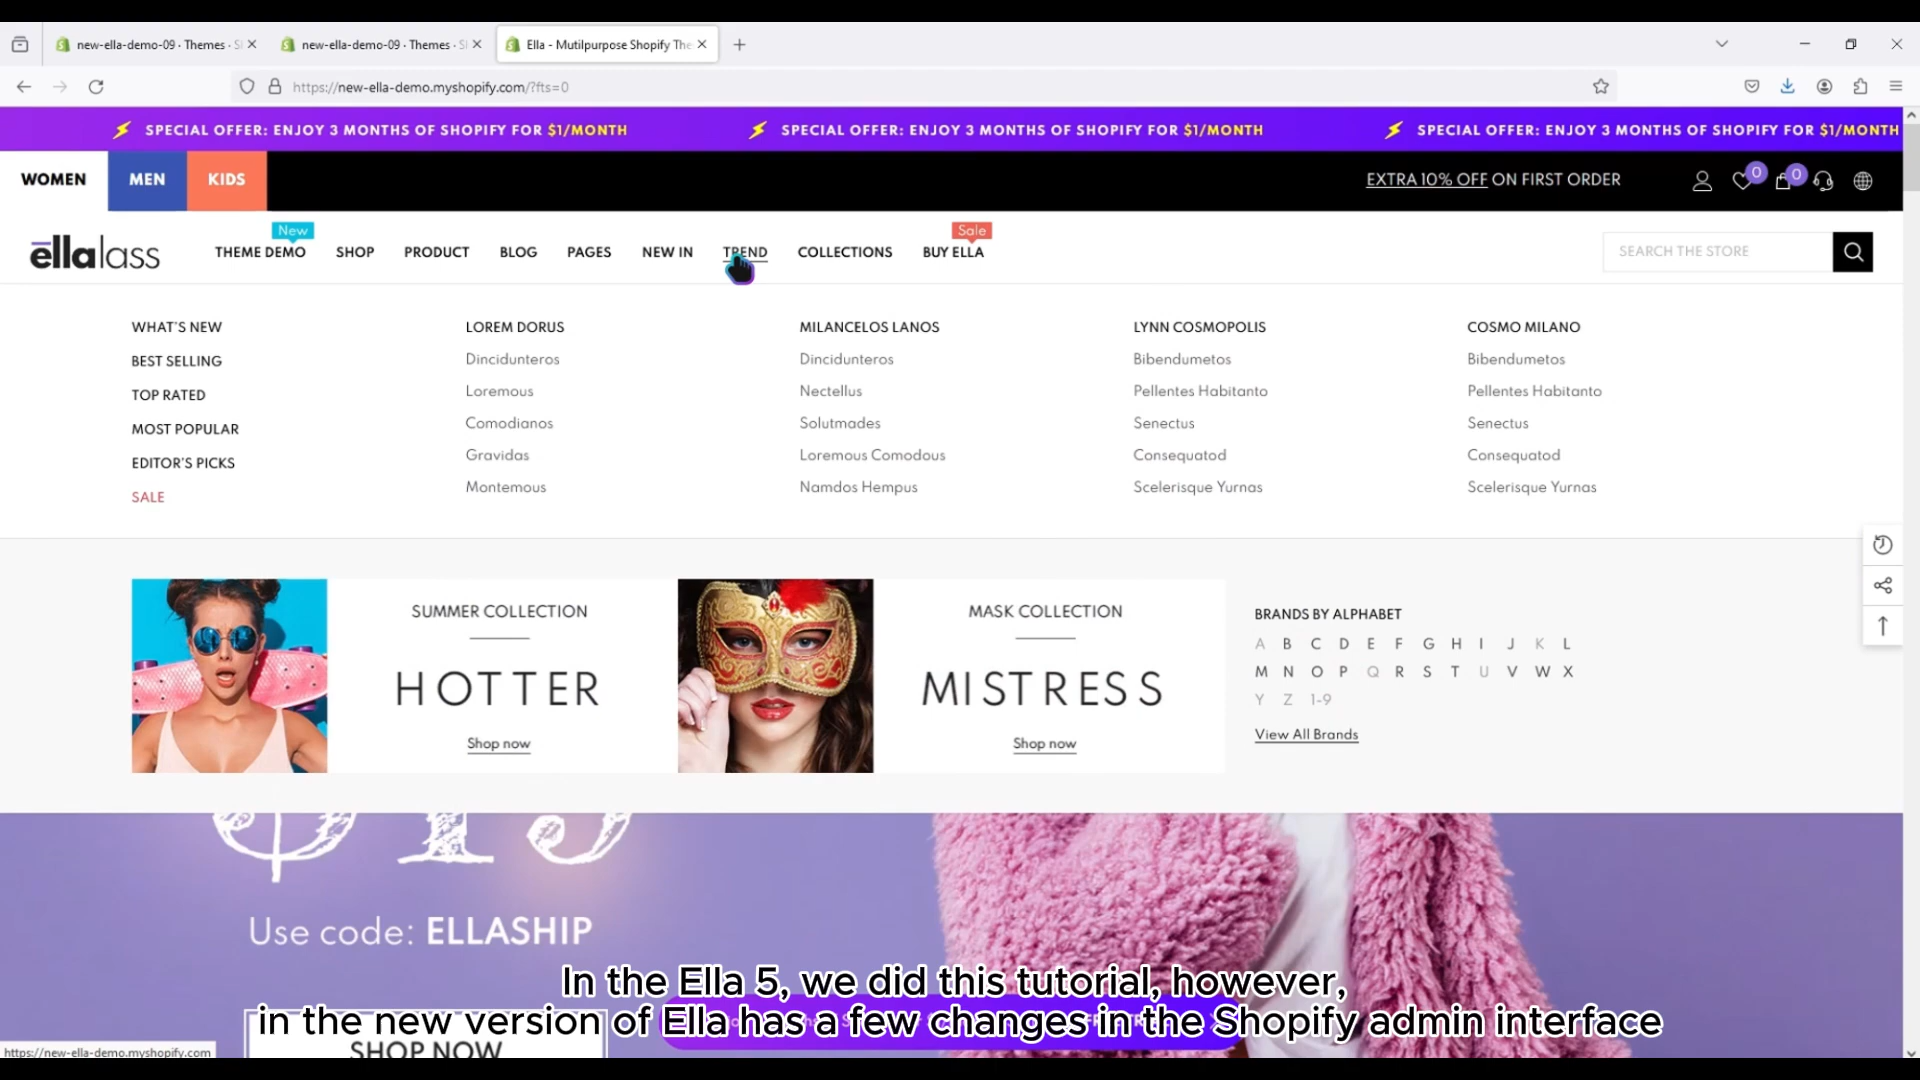 new-ella-demo-09 · Themes · S
new-ella-demo-09 · Themes · S
Ella - Mutilpurpose Shopify The
https://new-ella-demo.myshopify.com/?fts=0
SPECIAL OFFER: ENJOY 3 MONTHS OF SHOPIFY FOR $1/MONTH
SPECIAL OFFER: ENJOY 3 MONTHS OF SHOPIFY FOR $1/MONTH
SPECIAL OFFER: ENJOY 3 MONTHS OF SHOPIFY FOR $1/MONTH
WOMEN MEN KIDS
EXTRA 10% OFF ON FIRST ORDER
0 0
New
Sale
ēllalass
THEME DEMO SHOP PRODUCT BLOG PAGES NEW IN TREND COLLECTIONS BUY ELLA
SEARCH THE STORE
WHAT'S NEW
BEST SELLING
TOP RATED
MOST POPULAR
EDITOR'S PICKS
SALE
LOREM DORUS
Dincidunteros
Loremous
Comodianos
Gravidas
Montemous
MILANCELOS LANOS
Dincidunteros
Nectellus
Solutmades
Loremous Comodous
Namdos Hempus
LYNN COSMOPOLIS
Bibendumetos
Pellentes Habitanto
Senectus
Consequatod
Scelerisque Yurnas
COSMO MILANO
Bibendumetos
Pellentes Habitanto
Senectus
Consequatod
Scelerisque Yurnas
SUMMER COLLECTION
HOTTER
Shop now
MASK COLLECTION
MISTRESS
Shop now
BRANDS BY ALPHABET
A B C D E F G H I J K L
M N O P Q R S T U V W X
Y Z 1-9
View All Brands
$15
Use code: ELLASHIP
SHOP NOW
In the Ella 5, we did this tutorial, however,
in the new version of Ella has a few changes in the Shopify admin interface
https://new-ella-demo.myshopify.com